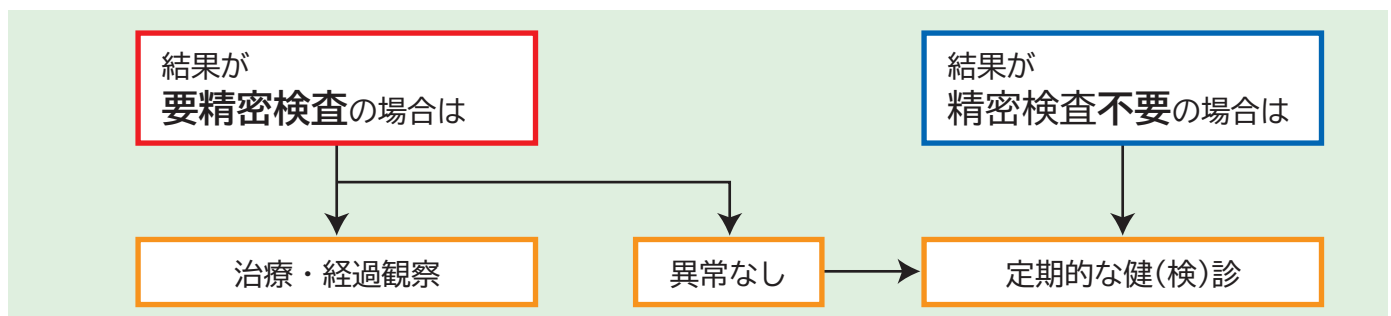 結果が
要精密検査の場合は
結果が
精密検査不要の場合は
治療・経過観察
異常なし
定期的な健(検)診